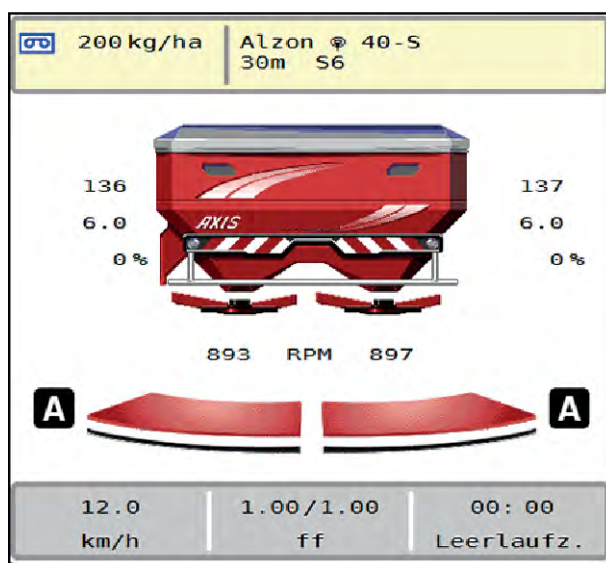 200 kg/ha
Alzon 40-S
30m S6
136
137
6.0
6.0
0%
0%
AXIS
893 RPM 897
A
A
12.0
1.00/1.00
00:00
km/h
ff
Leerlaufz.